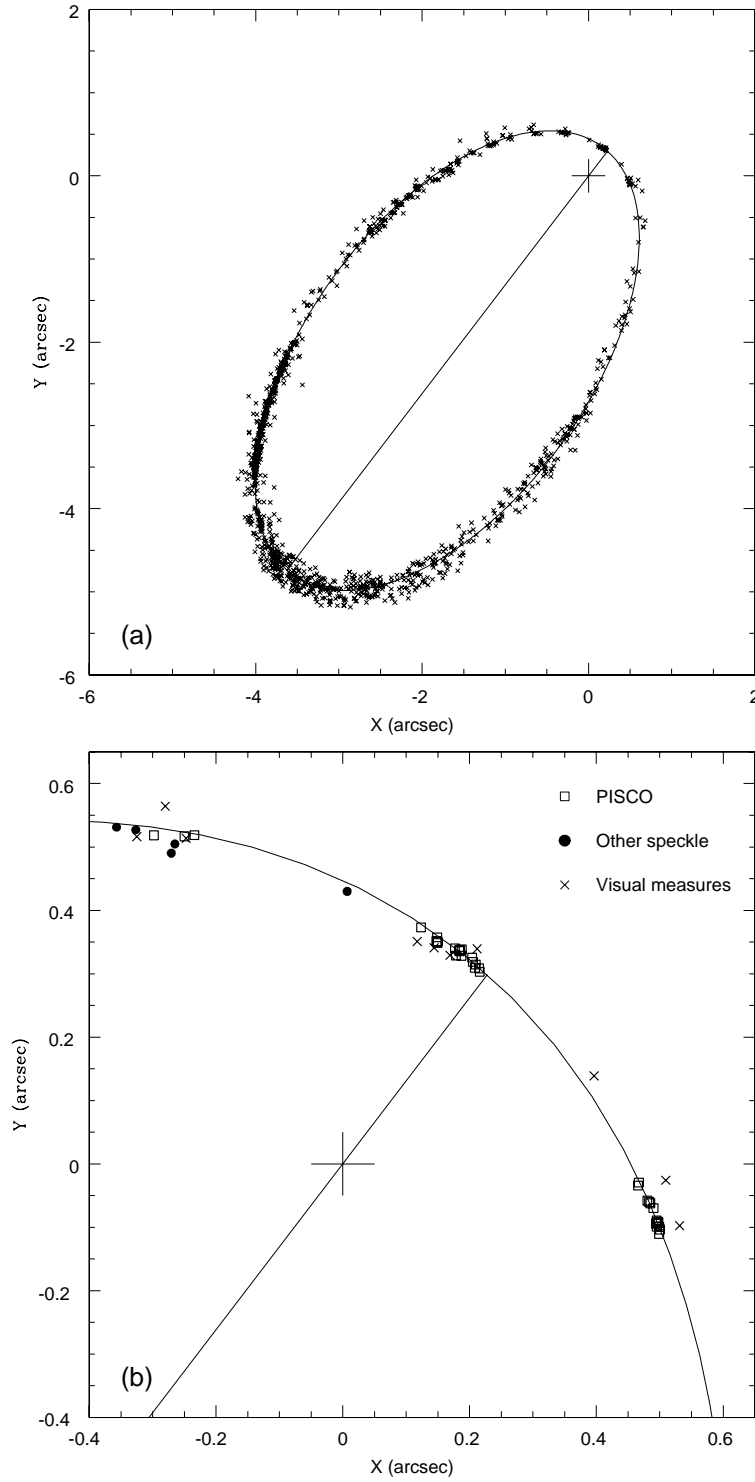 2
0
-2
-4
-6
Y (arcsec)
(a)
-6 -4 -2 0 2
X (arcsec)
0.6
0.4
0.2
0
-0.2
-0.4
Y (arcsec)
PISCO
Other speckle
Visual measures
(b)
-0.4 -0.2 0 0.2 0.4 0.6
X (arcsec)